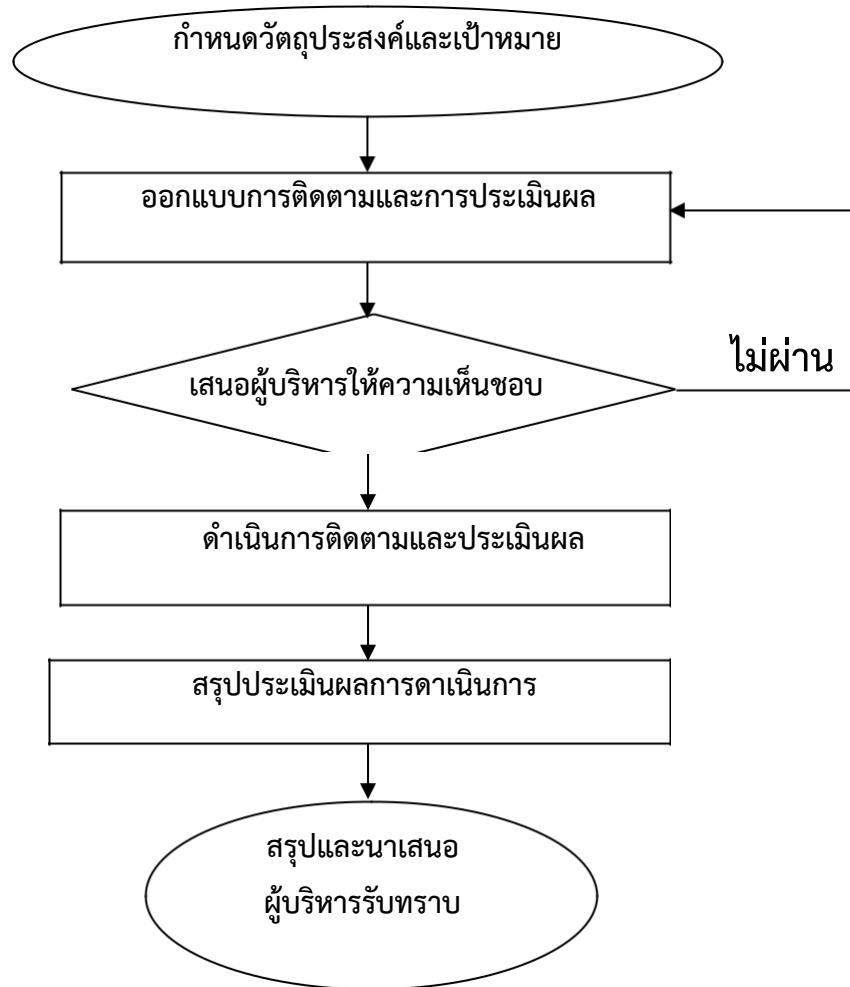 กำหนดวัตถุประสงค์และเป้าหมาย
ออกแบบการติดตามและการประเมินผล
ไม่ผ่าน
เสนอผู้บริหารให้ความเห็นชอบ
ดำเนินการติดตามและประเมินผล
สรุปประเมินผลการดาเนินการ
สรุปและนาเสนอ
ผู้บริหารรับทราบ